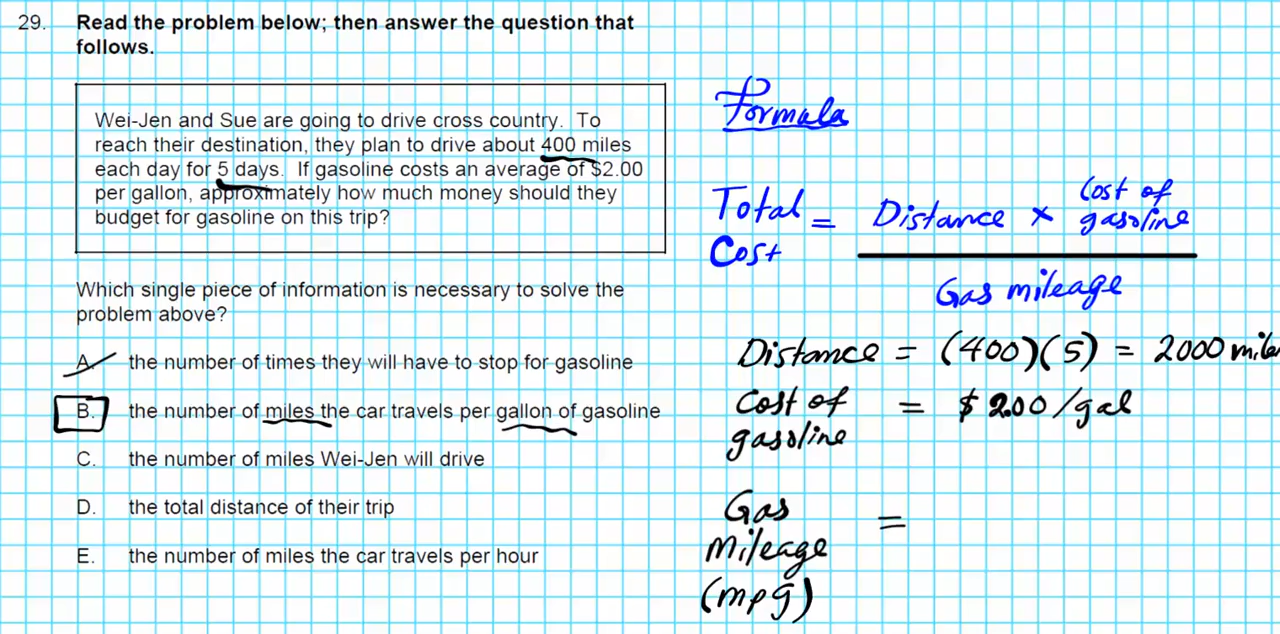 29. Read the problem below; then answer the question that
follows.
Wei-Jen and Sue are going to drive cross country. To
reach their destination, they plan to drive about 400 miles
each day for 5 days. If gasoline costs an average of $2.00
per gallon, approximately how much money should they
budget for gasoline on this trip?
Which single piece of information is necessary to solve the
problem above?
A. the number of times they will have to stop for gasoline
B. the number of miles the car travels per gallon of gasoline
C. the number of miles Wei-Jen will drive
D. the total distance of their trip
E. the number of miles the car travels per hour
Formula
Total Cost = Distance × Cost of gasoline
Gas mileage
Distance = (400)(5) = 2000 miles
Cost of gasoline = $2.00/gal
Gas
Mileage =
(mpg)